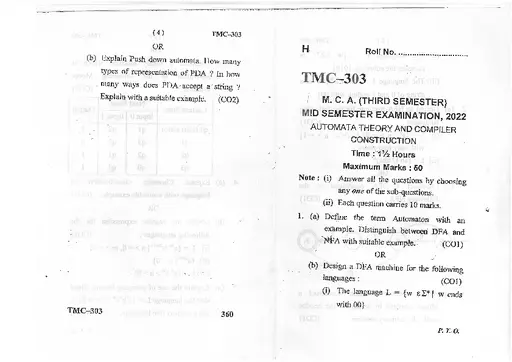 ( 4 ) TMC–303
OR
(b) Explain Push down automata. How many
types of representation of PDA ? In how
many ways does PDA accept a string ?
Explain with a suitable example. (CO2)
TMC–303 360
H Roll No. ..............................
TMC–303
M. C. A. (THIRD SEMESTER)
MID SEMESTER EXAMINATION, 2022
AUTOMATA THEORY AND COMPILER
CONSTRUCTION
Time : 1½ Hours
Maximum Marks : 50
Note : (i) Answer all the questions by choosing
any one of the sub-questions.
(ii) Each question carries 10 marks.
1. (a) Define the term Automaton with an
example. Distinguish between DFA and
NFA with suitable example. (CO1)
OR
(b) Design a DFA machine for the following
languages : (CO1)
(i) The language L = {w ε Σ* | w ends
with 00}
P. T. O.